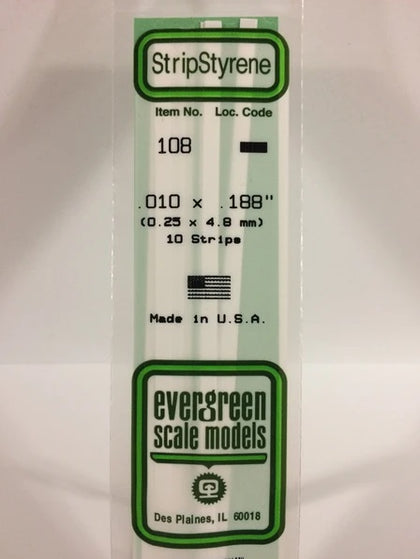 StripStyrene
Item No. Loc. Code
108
.010 x .188"
(0.25 x 4.8 mm)
10 Strips
Made in U.S.A.
evergreen
scale models
Des Plaines, IL 60018